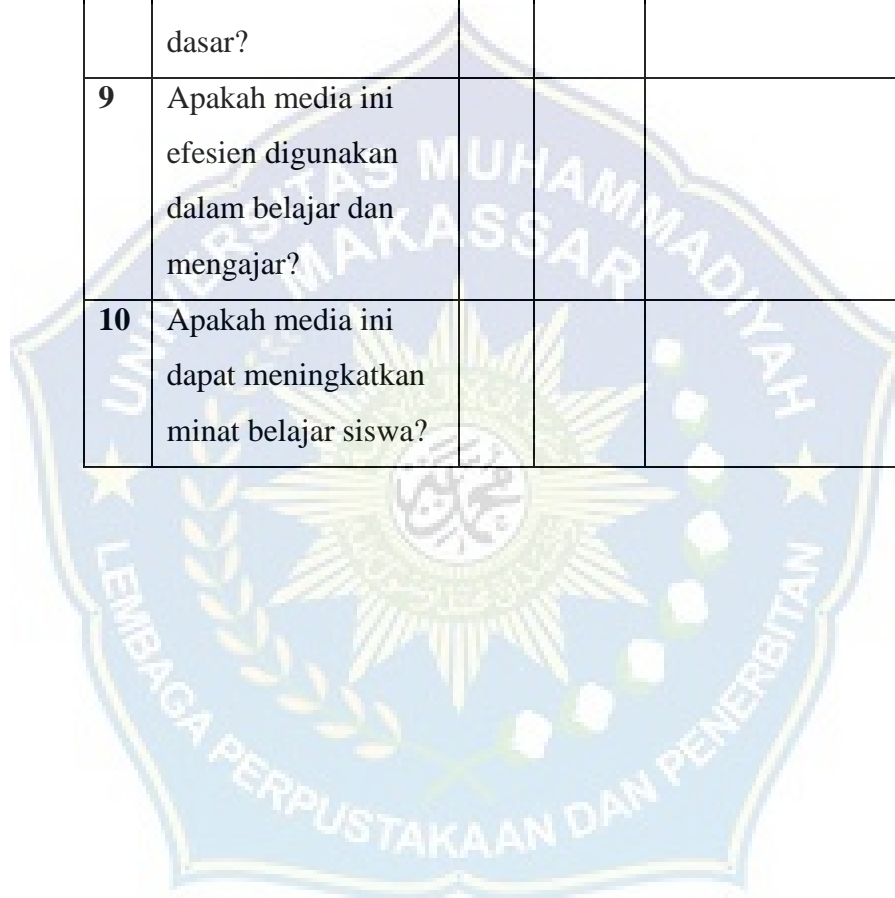 dasar?
9 Apakah media ini
efesien digunakan
dalam belajar dan
mengajar?
10 Apakah media ini
dapat meningkatkan
minat belajar siswa?
UNIVERSITAS MUHAMMADIYAH
MAKASSAR
LEMBAGA PERPUSTAKAAN DAN PENERBITAN